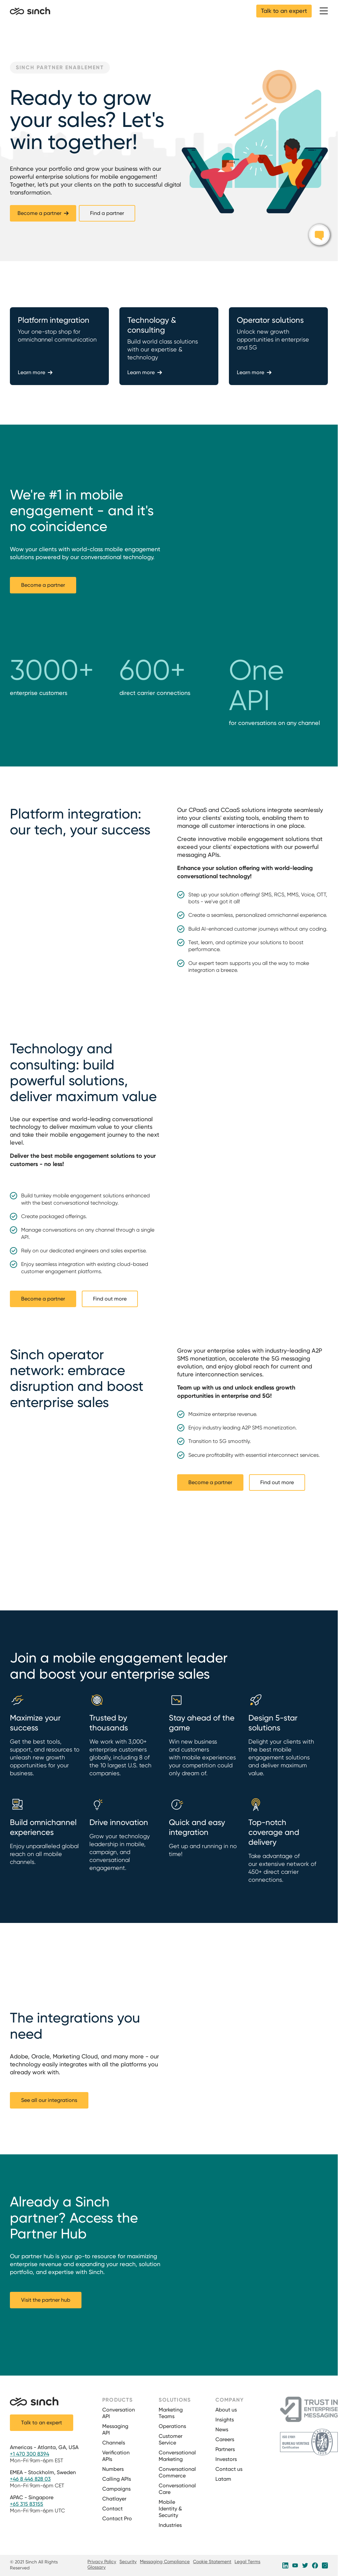 sinch
Talk to an expert
SINCH PARTNER ENABLEMENT
Ready to grow
your sales? Let's
win together!
Enhance your portfolio and grow your business with our
powerful enterprise solutions for mobile engagement!
Together, let's put your clients on the path to successful digital
transformation.
Become a partner
Find a partner
Platform integration
Your one-stop shop for
omnichannel communication
Learn more
Technology &
consulting
Build world class solutions
with our expertise &
technology
Learn more
Operator solutions
Unlock new growth
opportunities in enterprise
and 5G
Learn more
We're #1 in mobile
engagement - and it's
no coincidence
Wow your clients with world-class mobile engagement
solutions powered by our conversational technology.
Become a partner
3000+
enterprise customers
600+
direct carrier connections
One
API
for conversations on any channel
Platform integration:
our tech, your success
Our CPaaS and CCaaS solutions integrate seamlessly
into your clients' existing tools, enabling them to
manage all customer interactions in one place.
Create innovative mobile engagement solutions that
exceed your clients' expectations with our powerful
messaging APIs.
Enhance your solution offering with world-leading
conversational technology!
Step up your solution offering! SMS, RCS, MMS, Voice, OTT,
bots - we've got it all!
Create a seamless, personalized omnichannel experience.
Build AI-enhanced customer journeys without any coding.
Test, learn, and optimize your solutions to boost
performance.
Our expert team supports you all the way to make
integration a breeze.
Technology and
consulting: build
powerful solutions,
deliver maximum value
Use our expertise and world-leading conversational
technology to deliver maximum value to your clients
and take their mobile engagement journey to the next
level.
Deliver the best mobile engagement solutions to your
customers - no less!
Build turnkey mobile engagement solutions enhanced
with the best conversational technology.
Create packaged offerings.
Manage conversations on any channel through a single
API.
Rely on our dedicated engineers and sales expertise.
Enjoy seamless integration with existing cloud-based
customer engagement platforms.
Become a partner
Find out more
Sinch operator
network: embrace
disruption and boost
enterprise sales
Grow your enterprise sales with industry-leading A2P
SMS monetization, accelerate the 5G messaging
evolution, and enjoy global reach for current and
future interconnection services.
Team up with us and unlock endless growth
opportunities in enterprise and 5G!
Maximize enterprise revenue.
Enjoy industry leading A2P SMS monetization.
Transition to 5G smoothly.
Secure profitability with essential interconnect services.
Become a partner
Find out more
Join a mobile engagement leader
and boost your enterprise sales
Maximize your
success
Get the best tools,
support, and resources to
unleash new growth
opportunities for your
business.
Trusted by
thousands
We work with 3,000+
enterprise customers
globally, including 8 of
the 10 largest U.S. tech
companies.
Stay ahead of the
game
Win new business
and customers
with mobile experiences
your competition could
only dream of.
Design 5-star
solutions
Delight your clients with
the best mobile
engagement solutions
and deliver maximum
value.
Build omnichannel
experiences
Enjoy unparalleled global
reach on all mobile
channels.
Drive innovation
Grow your technology
leadership in mobile,
campaign, and
conversational
engagement.
Quick and easy
integration
Get up and running in no
time!
Top-notch
coverage and
delivery
Take advantage of
our extensive network of
450+ direct carrier
connections.
The integrations you
need
Adobe, Oracle, Marketing Cloud, and many more - our
technology easily integrates with all the platforms you
already work with.
See all our integrations
Already a Sinch
partner? Access the
Partner Hub
Our partner hub is your go-to resource for maximizing
enterprise revenue and expanding your reach, solution
portfolio, and expertise with Sinch.
Visit the partner hub
sinch
Talk to an expert
Americas - Atlanta, GA, USA
+1 470 300 8394
Mon-Fri 9am-6pm EST
EMEA - Stockholm, Sweden
+46 8 446 828 03
Mon-Fri 9am-6pm CET
APAC - Singapore
+65 315 83155
Mon-Fri 9am-6pm UTC
PRODUCTS
Conversation
API
Messaging
API
Channels
Verification
APIs
Numbers
Calling APIs
Campaigns
Chatlayer
Contact
Contact Pro
SOLUTIONS
Marketing
Teams
Operations
Customer
Service
Conversational
Marketing
Conversational
Commerce
Conversational
Care
Mobile
Identity &
Security
Industries
COMPANY
About us
Insights
News
Careers
Partners
Investors
Contact us
Latam
TRUST IN
ENTERPRISE
MESSAGING
BUREAU VERITAS
Certification
© 2021 Sinch All Rights
Reserved
Privacy Policy
Security
Messaging Compliance
Cookie Statement
Legal Terms
Glossary